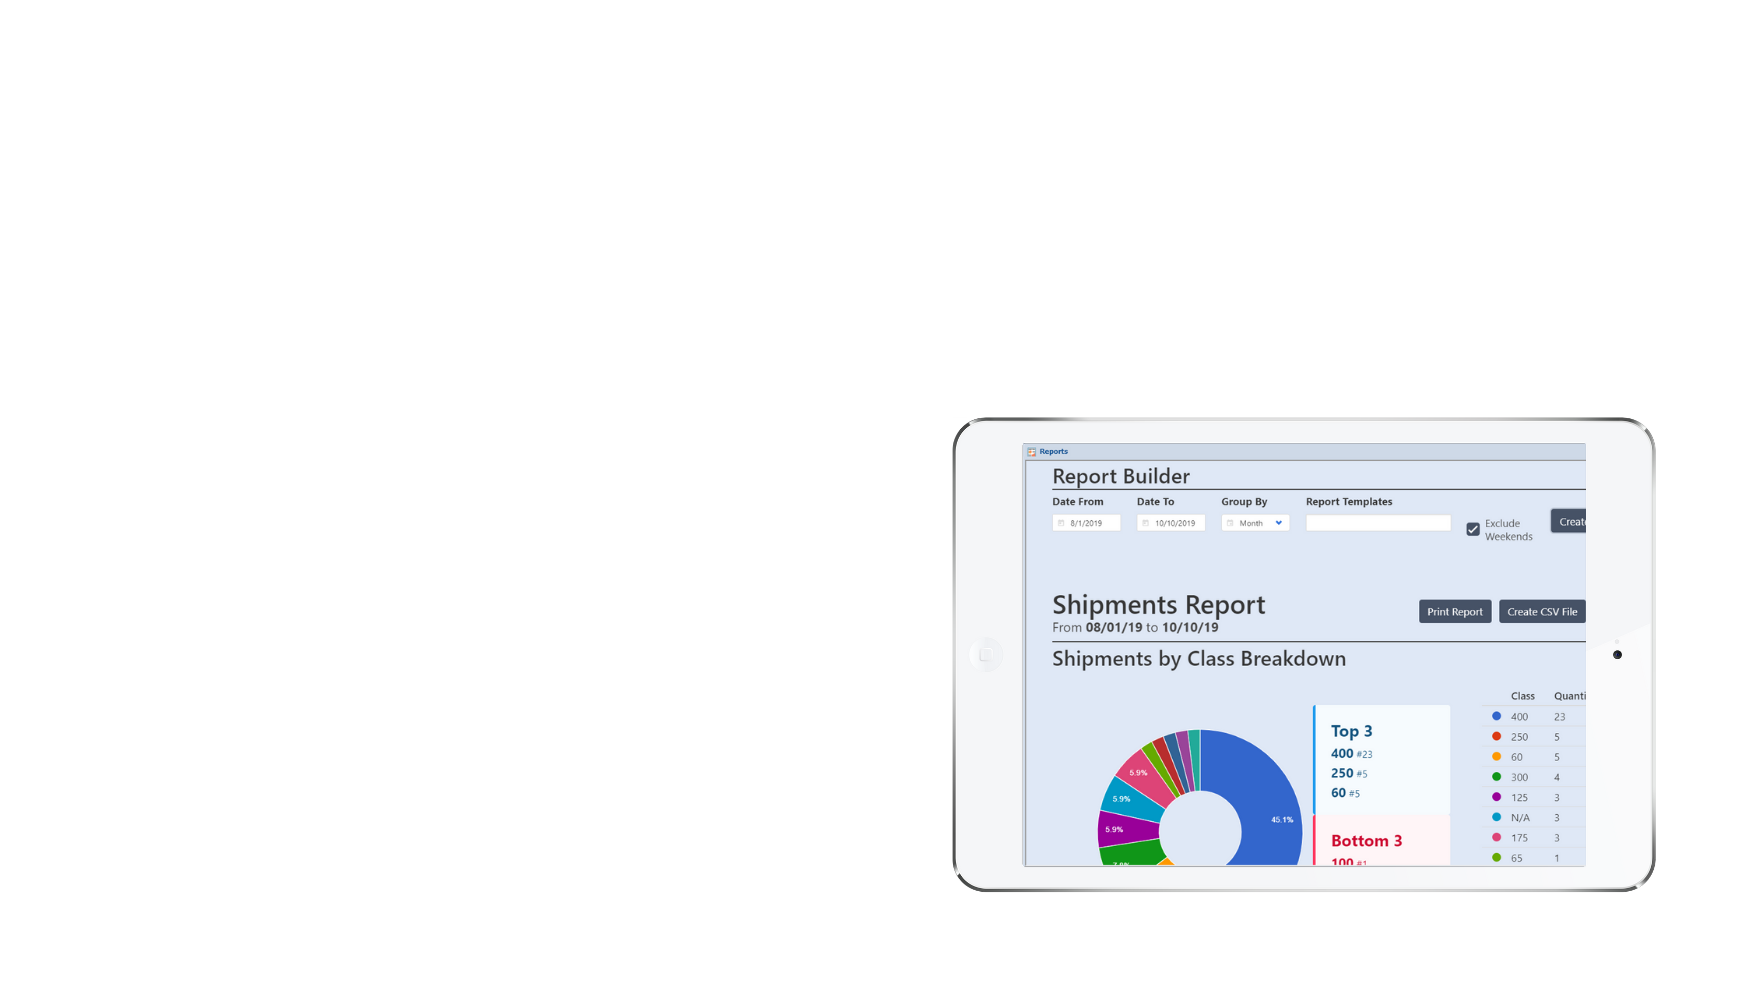 Reports
Report Builder
Date From Date To Group By Report Templates
8/1/2019 10/10/2019 Month
Exclude Weekends
Shipments Report
Print Report Create CSV File
From 08/01/19 to 10/10/19
Shipments by Class Breakdown
Class
400 23
250 5
60 5
300 4
125 3
N/A 3
175 3
65 1
Top 3
400 #23
250 #5
60 #5
Bottom 3
100 #1
5.9%
5.9%
5.9%
45.1%